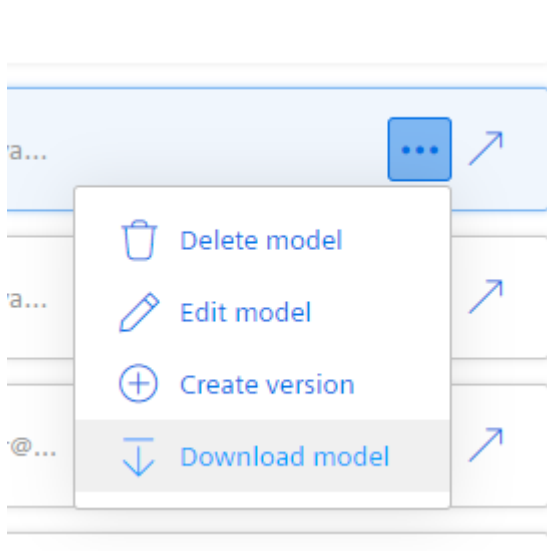 a...
Delete model
a...
Edit model
Create version
@...
Download model